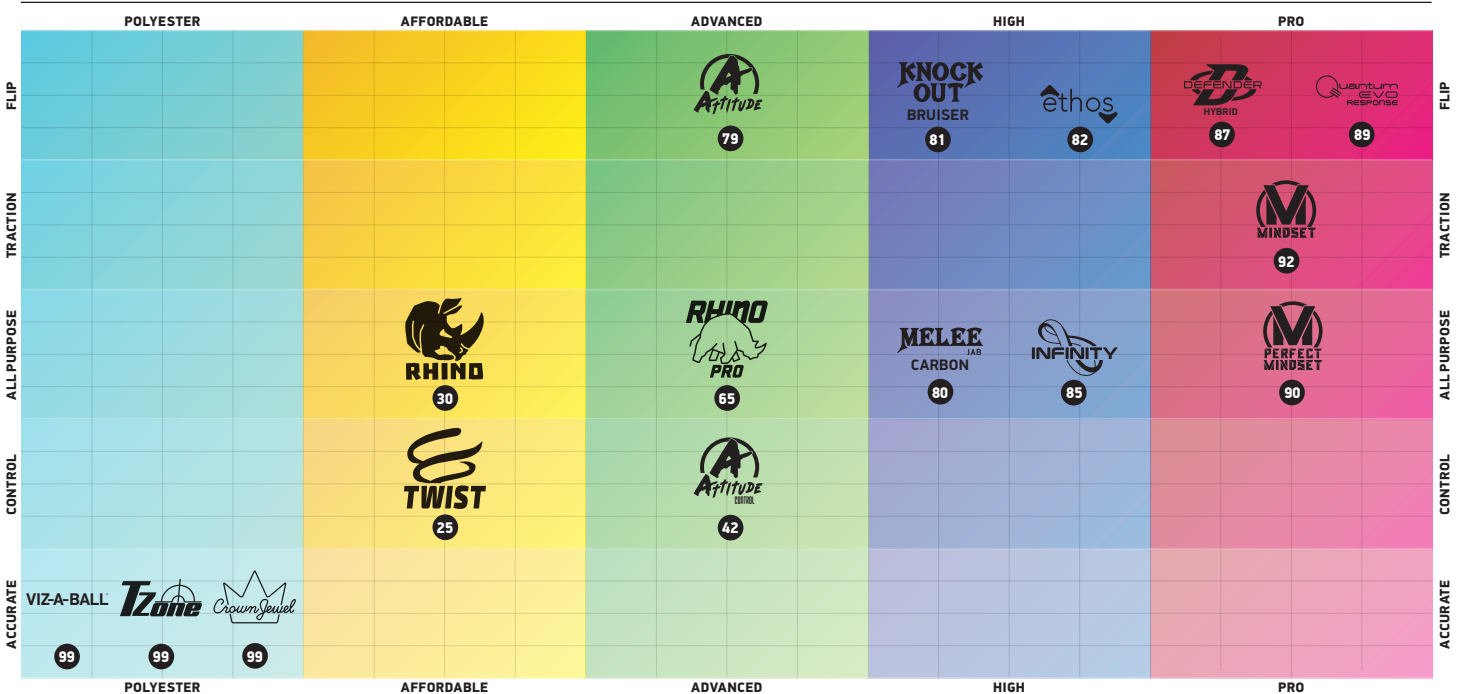 POLYESTER AFFORDABLE ADVANCED HIGH PRO
FLIP
ATTITUDE
79
KNOCK
OUT
BRUISER
81
ethos
82
DEFENDER
HYBRID
87
Quantum
EVO
RESPONSE
89
FLIP
TRACTION
MINDSET
92
TRACTION
ALL PURPOSE
RHINO
30
RHINO
PRO
65
MELEE
JAB
CARBON
80
INFINITY
85
PERFECT
MINDSET
90
ALL PURPOSE
CONTROL
TWIST
25
ATTITUDE
CONTROL
42
CONTROL
ACCURATE
VIZ-A-BALL
99
TZone
99
Crown Jewel
99
ACCURATE
POLYESTER AFFORDABLE ADVANCED HIGH PRO